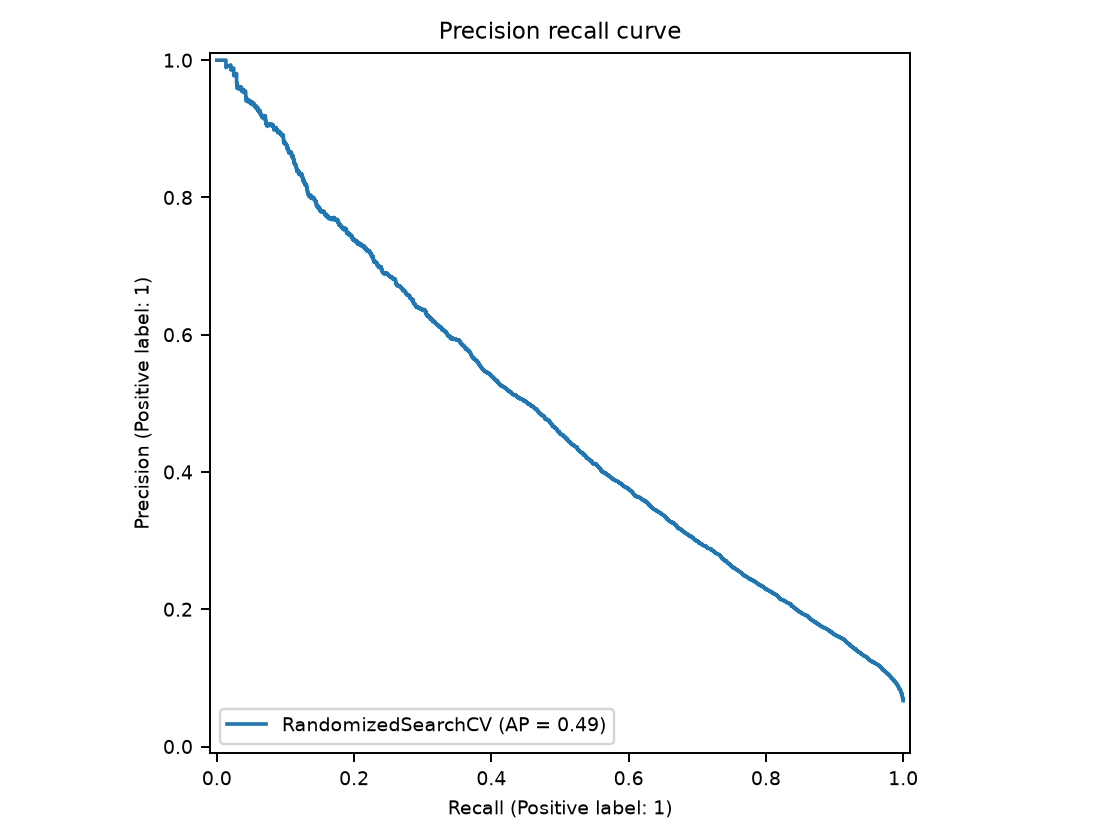 Precision recall curve
1.0
0.8
0.6
0.4
0.2
0.0
Precision (Positive label: 1)
RandomizedSearchCV (AP = 0.49)
0.0 0.2 0.4 0.6 0.8 1.0
Recall (Positive label: 1)